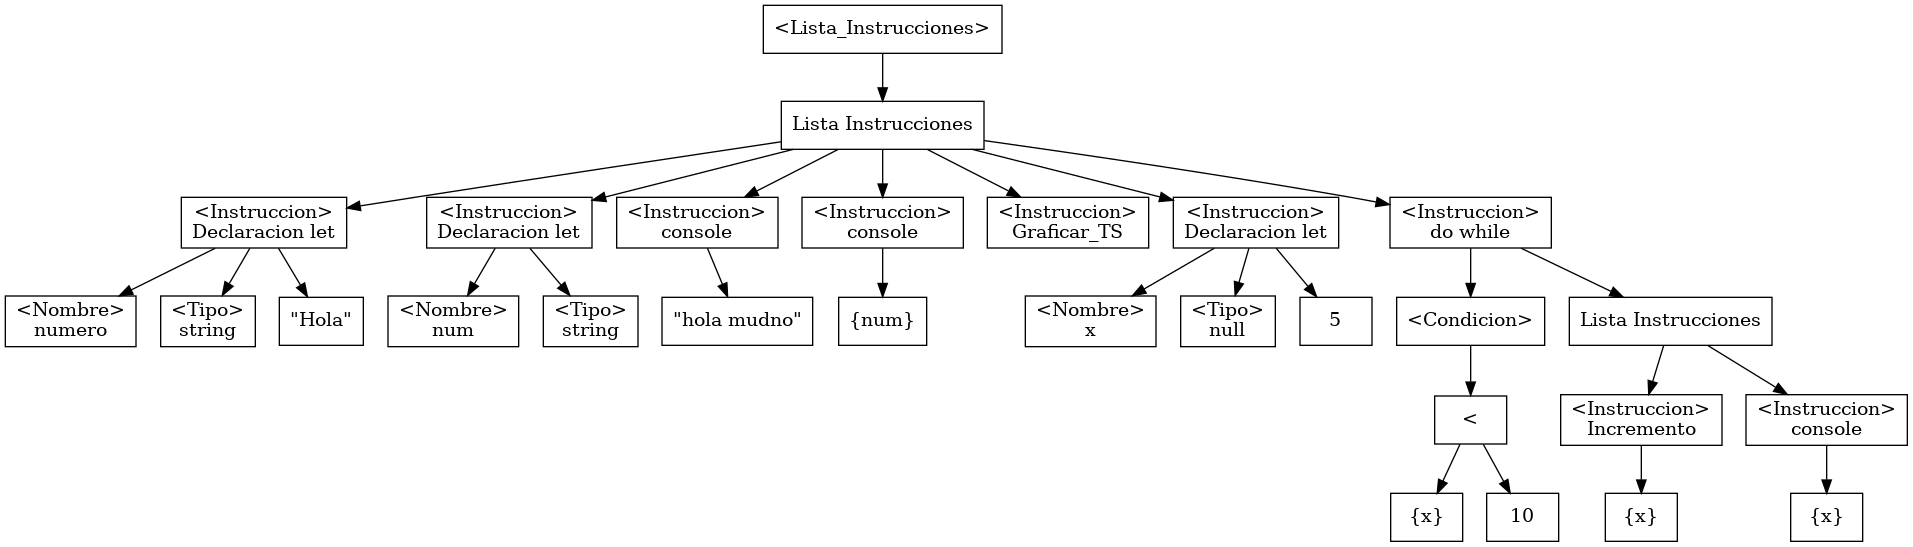 <Lista_Instrucciones>
Lista Instrucciones
<Instruccion>
Declaracion let
<Instruccion>
Declaracion let
<Instruccion>
console
<Instruccion>
console
<Instruccion>
Graficar_TS
<Instruccion>
Declaracion let
<Instruccion>
do while
<Nombre>
numero
<Tipo>
string
"Hola"
<Nombre>
num
<Tipo>
string
"hola mudno"
{num}
<Nombre>
x
<Tipo>
null
5
<Condicion>
Lista Instrucciones
<
<Instruccion>
Incremento
<Instruccion>
console
{x}
10
{x}
{x}